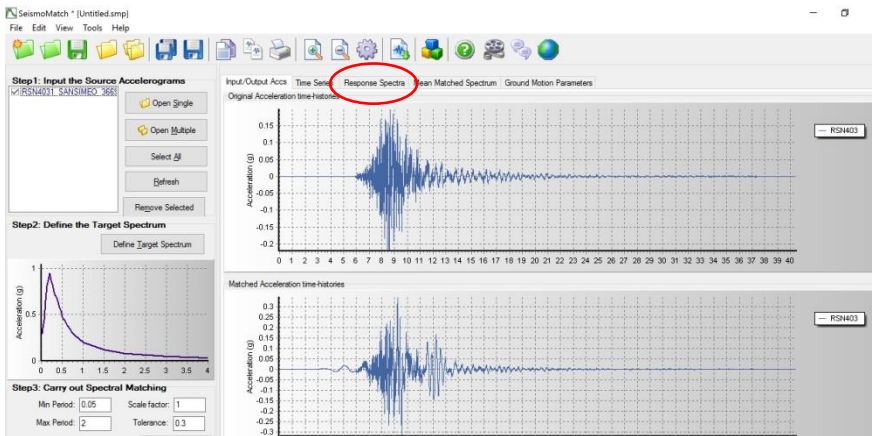 SeismoMatch * [Untitled.smp]
File Edit View Tools Help
Step1: Input the Source Accelerograms
RSN4031_SANSIMEO_3669
Open Single
Open Multiple
Select All
Refresh
Remove Selected
Step2: Define the Target Spectrum
Define Target Spectrum
Acceleration (g)
1
0.5
0
0 0.5 1 1.5 2 2.5 3 3.5 4
Step3: Carry out Spectral Matching
Min Period: 0.05 Scale factor: 1
Max Period: 2 Tolerance: 0.3
Input/Output Accs Time Series Response Spectra Mean Matched Spectrum Ground Motion Parameters
Original Acceleration time-histories
Acceleration (g)
0.15
0.1
0.05
0
-0.05
-0.1
-0.15
-0.2
0 1 2 3 4 5 6 7 8 9 10 11 12 13 14 15 16 17 18 19 20 21 22 23 24 25 26 27 28 29 30 31 32 33 34 35 36 37 38 39 40
RSN403
Matched Acceleration time-histories
Acceleration (g)
0.3
0.25
0.2
0.15
0.1
0.05
0
-0.05
-0.1
-0.15
-0.2
-0.25
-0.3
RSN403